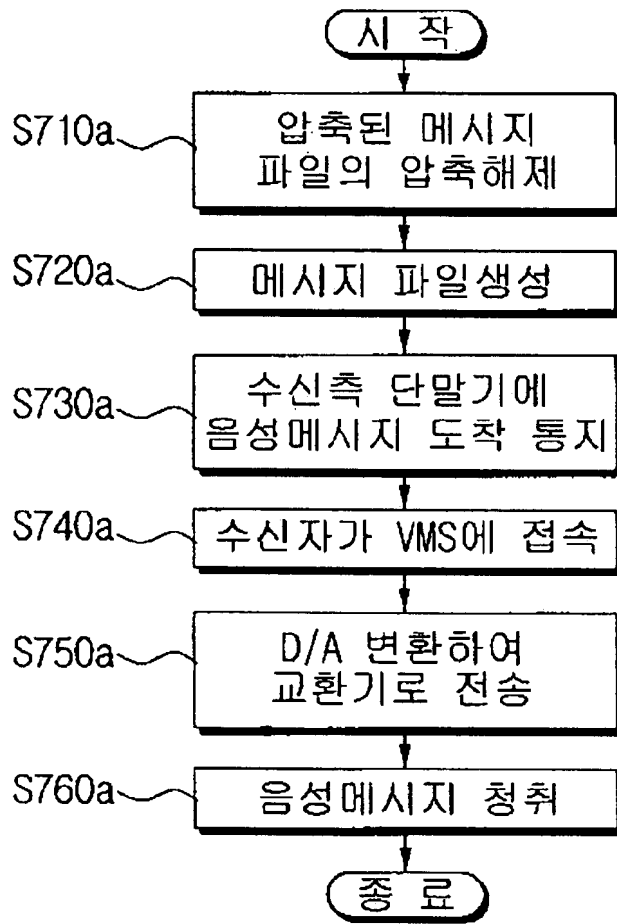 시 작
S710a
압축된 메시지
파일의 압축해제
S720a
메시지 파일생성
S730a
수신측 단말기에
음성메시지 도착 통지
S740a
수신자가 VMS에 접속
S750a
D/A 변환하여
교환기로 전송
S760a
음성메시지 청취
종 료